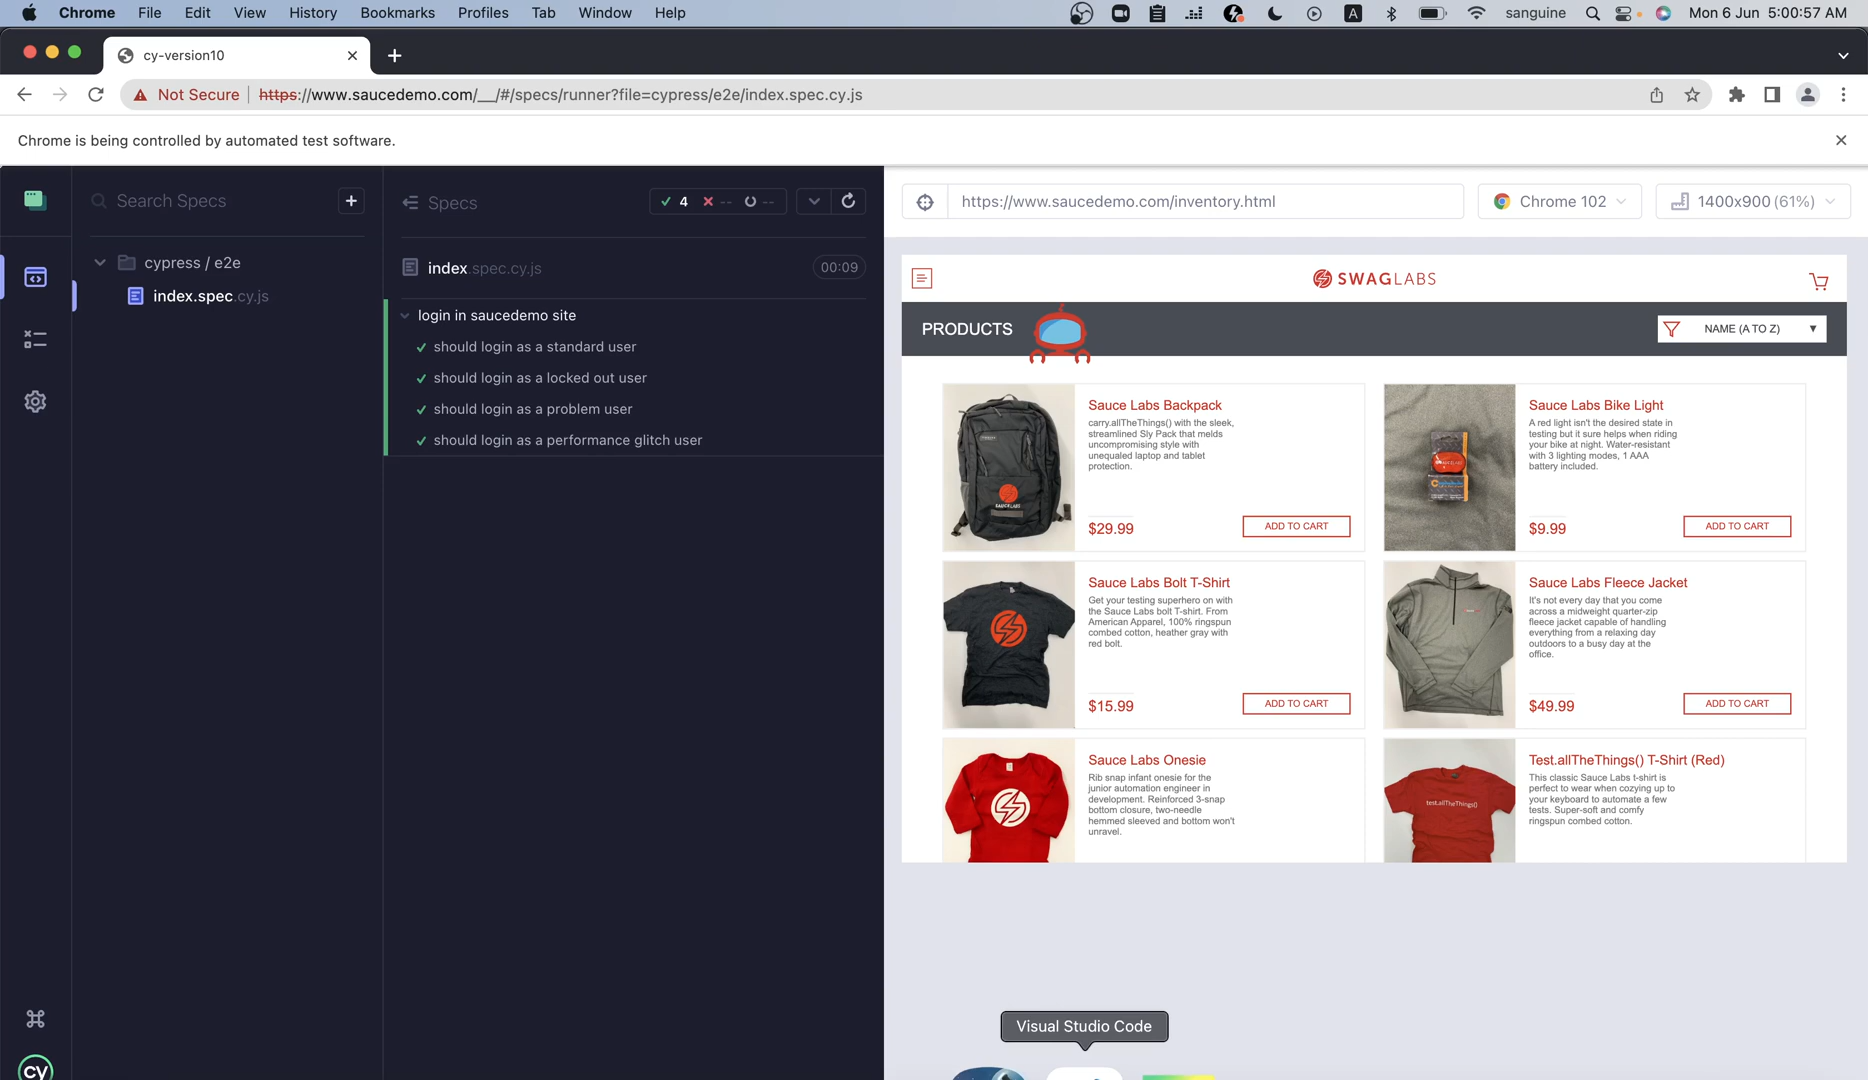 Chrome File Edit View History Bookmarks Profiles Tab Window Help A sanguine Mon 6 Jun 5:00:57 AM
cy-version10
Not Secure https://www.saucedemo.com/__/#/specs/runner?file=cypress/e2e/index.spec.cy.js
Chrome is being controlled by automated test software.
Search Specs
cypress / e2e
index.spec.cy.js
Specs 4 -- --
index.spec.cy.js 00:09
login in saucedemo site
should login as a standard user
should login as a locked out user
should login as a problem user
should login as a performance glitch user
cy
https://www.saucedemo.com/inventory.html Chrome 102 1400x900 (61%)
SWAGLABS
PRODUCTS NAME (A TO Z)
Sauce Labs Backpack
carry.allTheThings() with the sleek,
streamlined Sly Pack that melds
uncompromising style with
unequaled laptop and tablet
protection.
$29.99 ADD TO CART
SAUCELABS
Sauce Labs Bike Light
A red light isn't the desired state in
testing but it sure helps when riding
your bike at night. Water-resistant
with 3 lighting modes, 1 AAA
battery included.
$9.99 ADD TO CART
Sauce Labs Bolt T-Shirt
Get your testing superhero on with
the Sauce Labs bolt T-shirt. From
American Apparel, 100% ringspun
combed cotton, heather gray with
red bolt.
$15.99 ADD TO CART
Sauce Labs Fleece Jacket
It's not every day that you come
across a midweight quarter-zip
fleece jacket capable of handling
everything from a relaxing day
outdoors to a busy day at the
office.
$49.99 ADD TO CART
Sauce Labs Onesie
Rib snap infant onesie for the
junior automation engineer in
development. Reinforced 3-snap
bottom closure, two-needle
hemmed sleeved and bottom won't
unravel.
Test.allTheThings() T-Shirt (Red)
This classic Sauce Labs t-shirt is
perfect to wear when cozying up to
your keyboard to automate a few
tests. Super-soft and comfy
ringspun combed cotton.
test.allTheThings()
Visual Studio Code